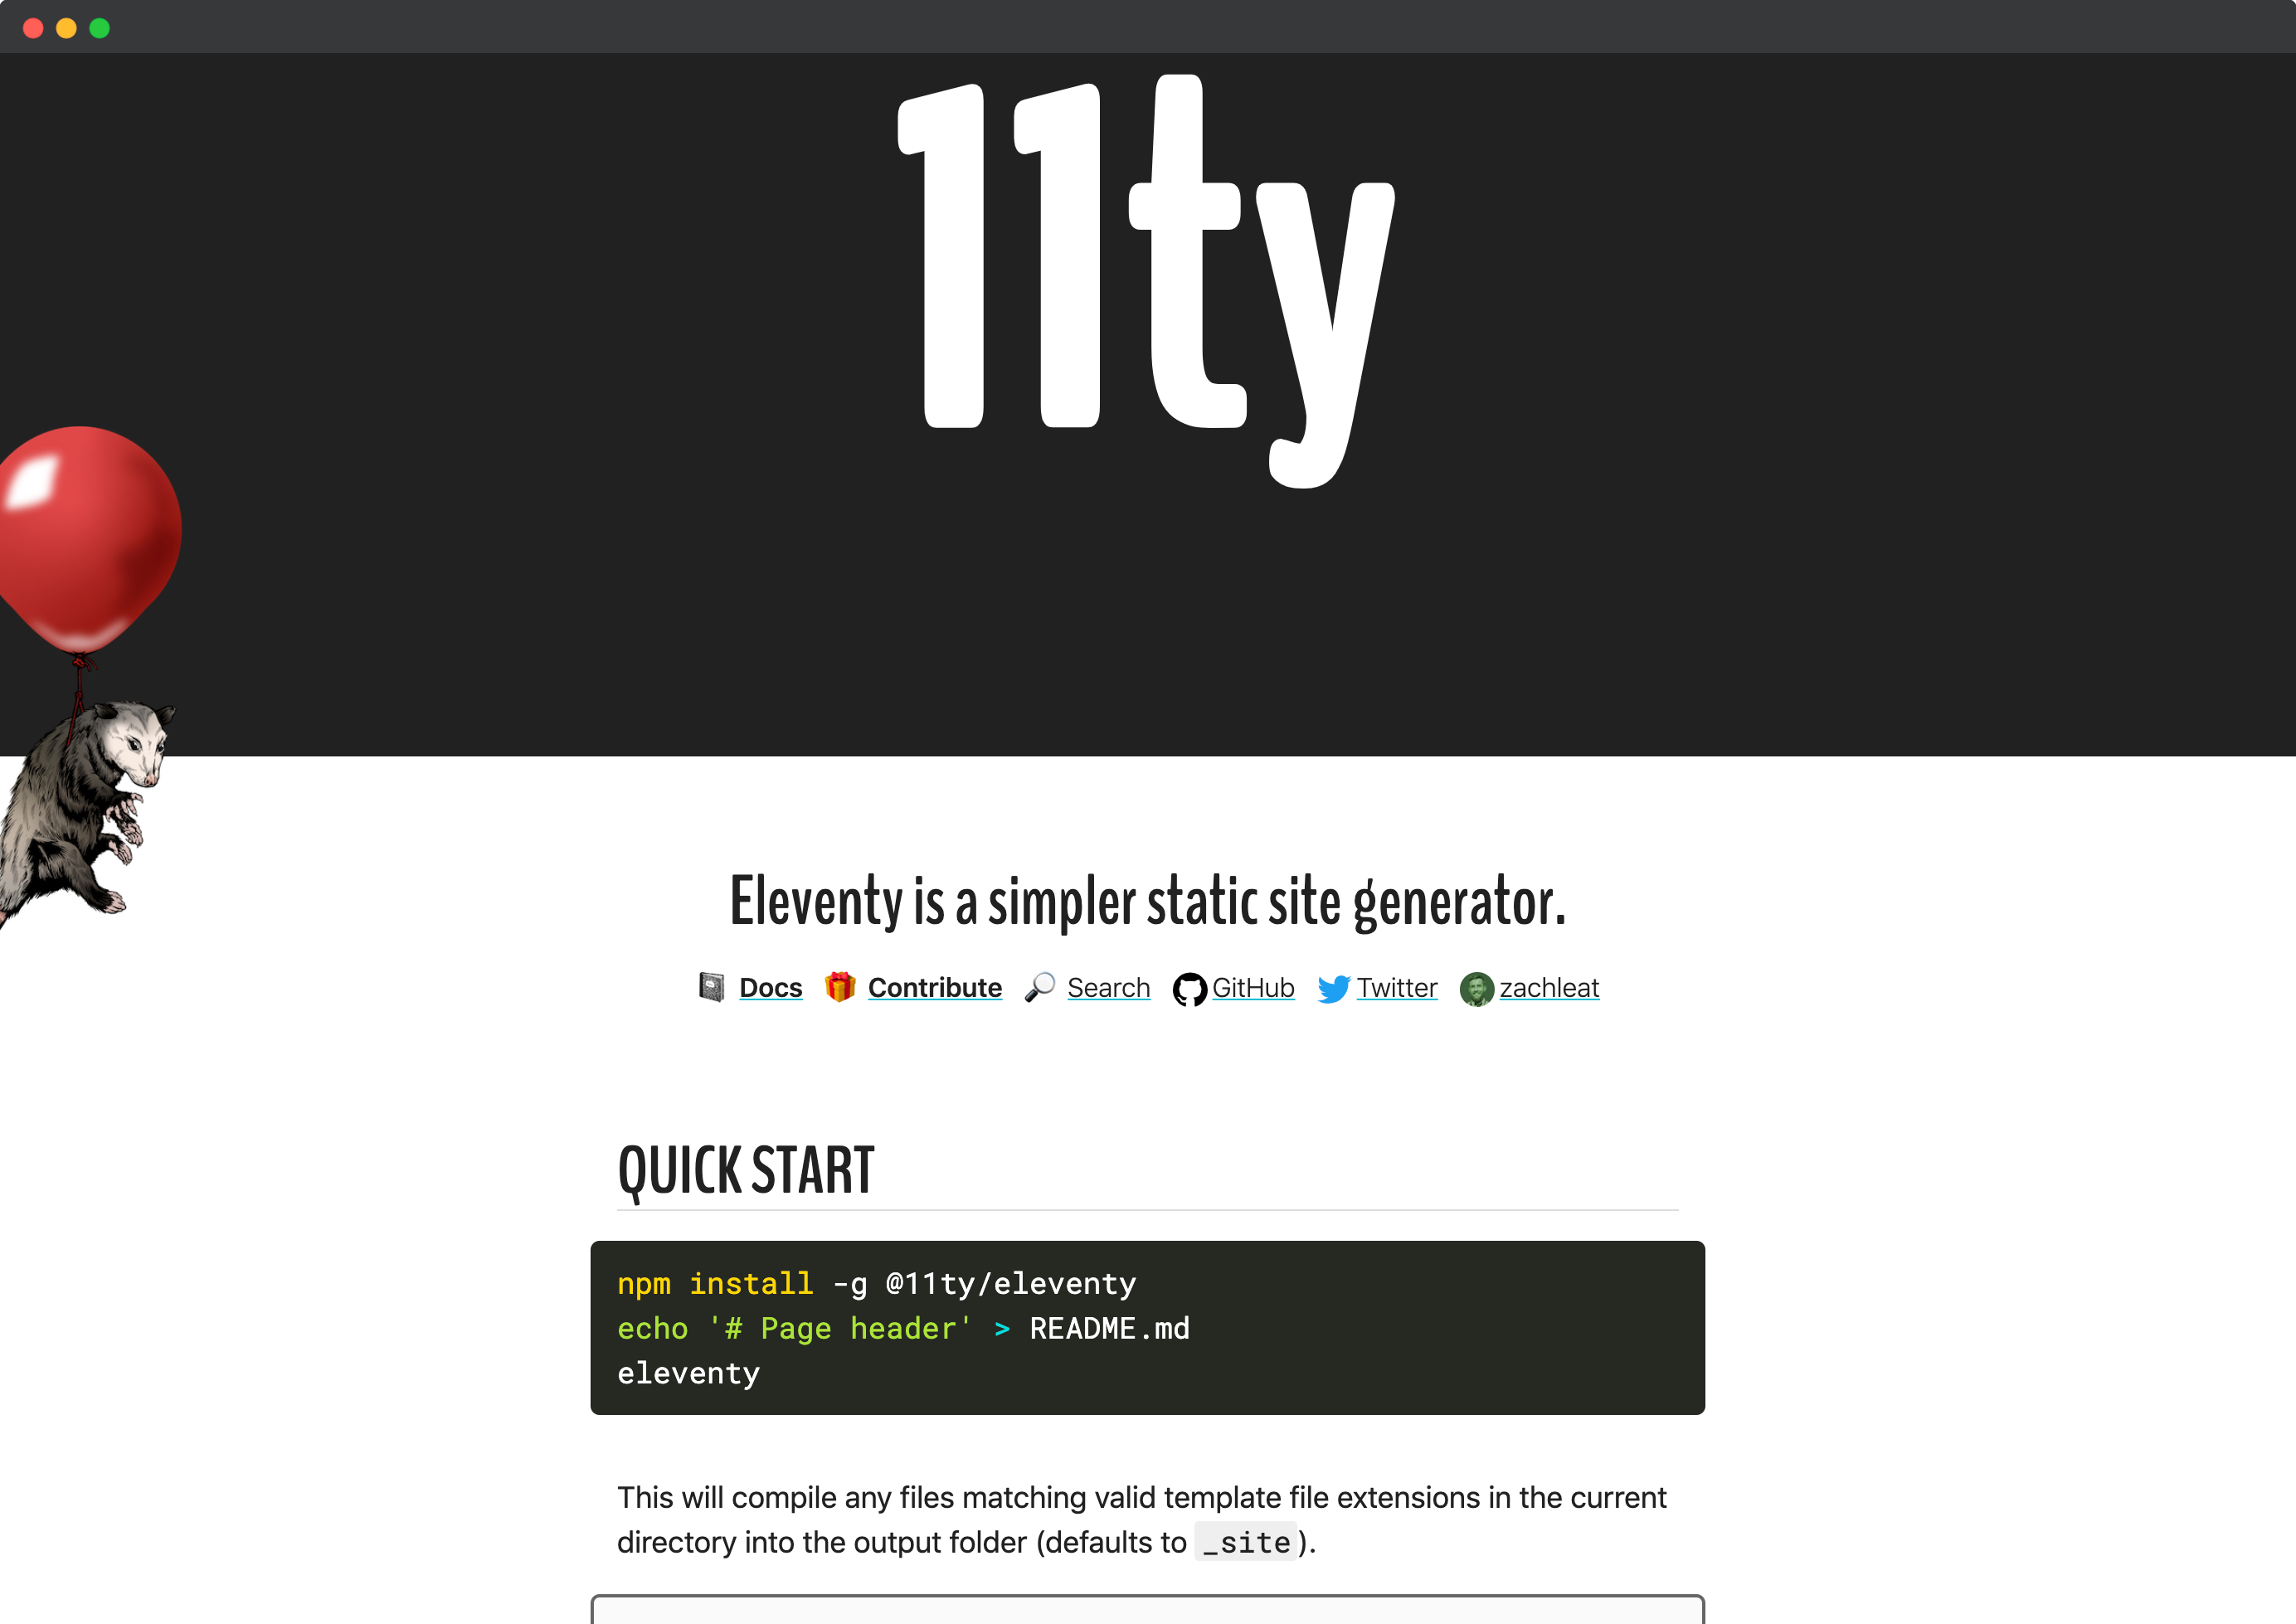 11ty
Eleventy is a simpler static site generator.
Docs Contribute Search GitHub Twitter zachleat
QUICK START
npm install -g @11ty/eleventy
echo '# Page header' > README.md
eleventy
This will compile any files matching valid template file extensions in the current
directory into the output folder (defaults to _site).